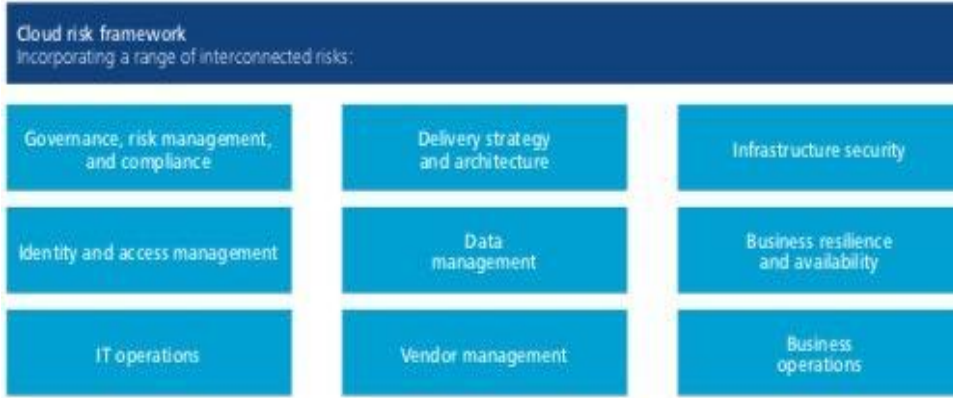 Cloud risk framework
Incorporating a range of interconnected risks:
Governance, risk management,
and compliance
Delivery strategy
and architecture
Infrastructure security
Identity and access management
Data
management
Business resilience
and availability
IT operations
Vendor management
Business
operations